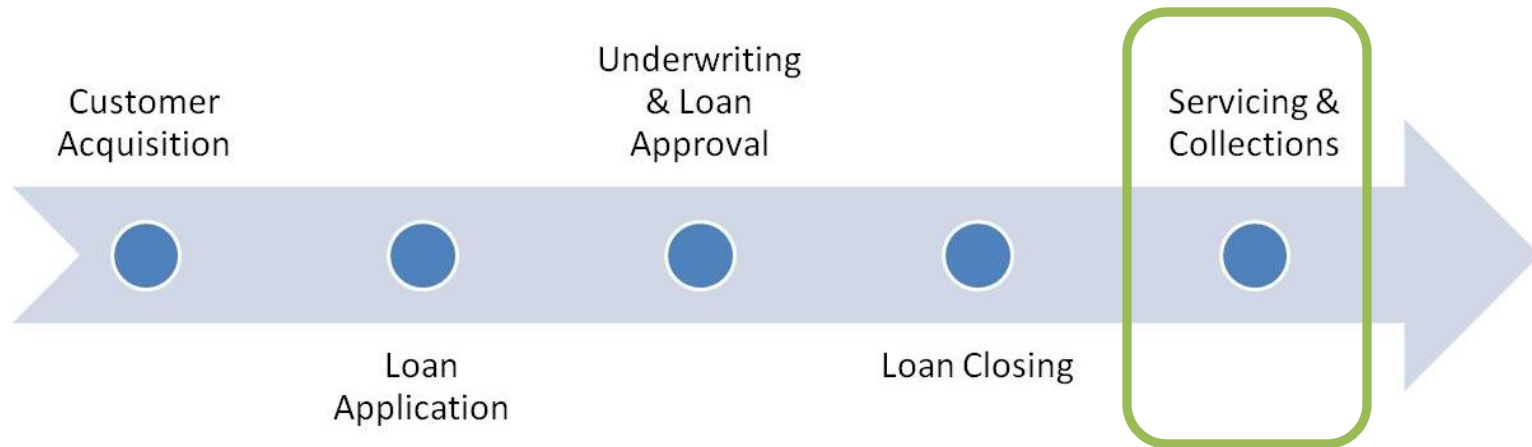 Customer
Acquisition
Loan
Application
Underwriting
& Loan
Approval
Loan Closing
Servicing &
Collections